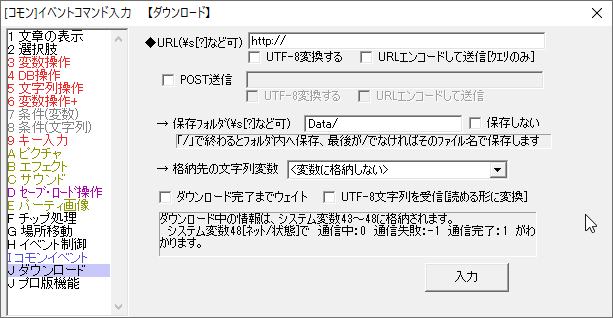 [コモン]イベントコマンド入力　【ダウンロード】
1 文章の表示
2 選択肢
3 変数操作
4 DB操作
5 文字列操作
6 変数操作+
7 条件(変数)
8 条件(文字列)
9 キー入力
A ピクチャ
B エフェクト
C サウンド
D セーブ・ロード操作
E パーティ画像
F チップ処理
G 場所移動
H イベント制御
I コモンイベント
J ダウンロード
J プロ版機能
◆URL(\s[?]など可) http://
UTF-8変換する URLエンコードして送信[クエリのみ]
POST送信
UTF-8変換する URLエンコードして送信
→ 保存フォルダ(\s[?]など可) Data/ 保存しない
「/」で終わるとフォルダ内へ保存、最後が/でなければそのファイル名で保存します
→ 格納先の文字列変数 <変数に格納しない>
ダウンロード完了までウェイト UTF-8文字列を受信[読める形に変換]
ダウンロード中の情報は、システム変数43～48に格納されます。
システム変数48[ネット/状態]で 通信中:0 通信失敗:-1 通信完了:1 がわ
かります。
入力